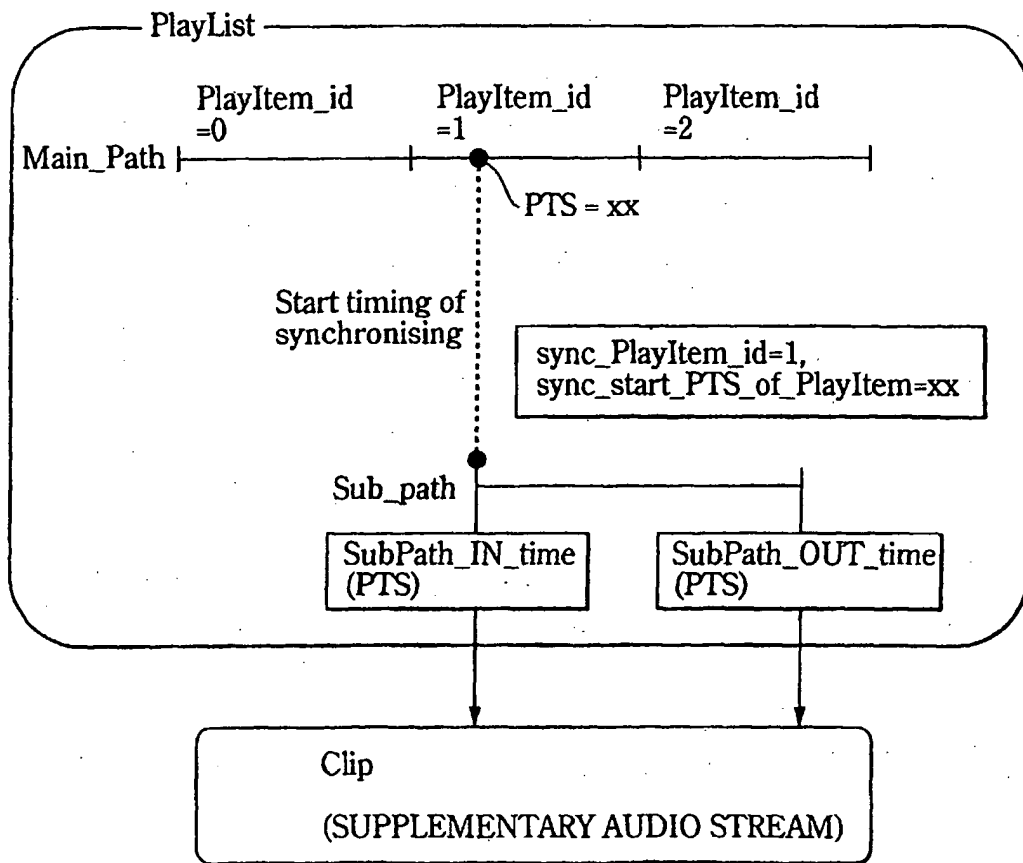 PlayList
PlayItem_id
=0
PlayItem_id
=1
PlayItem_id
=2
Main_Path
PTS = xx
Start timing of
synchronising
sync_PlayItem_id=1,
sync_start_PTS_of_PlayItem=xx
Sub_path
SubPath_IN_time
(PTS)
SubPath_OUT_time
(PTS)
Clip
(SUPPLEMENTARY AUDIO STREAM)